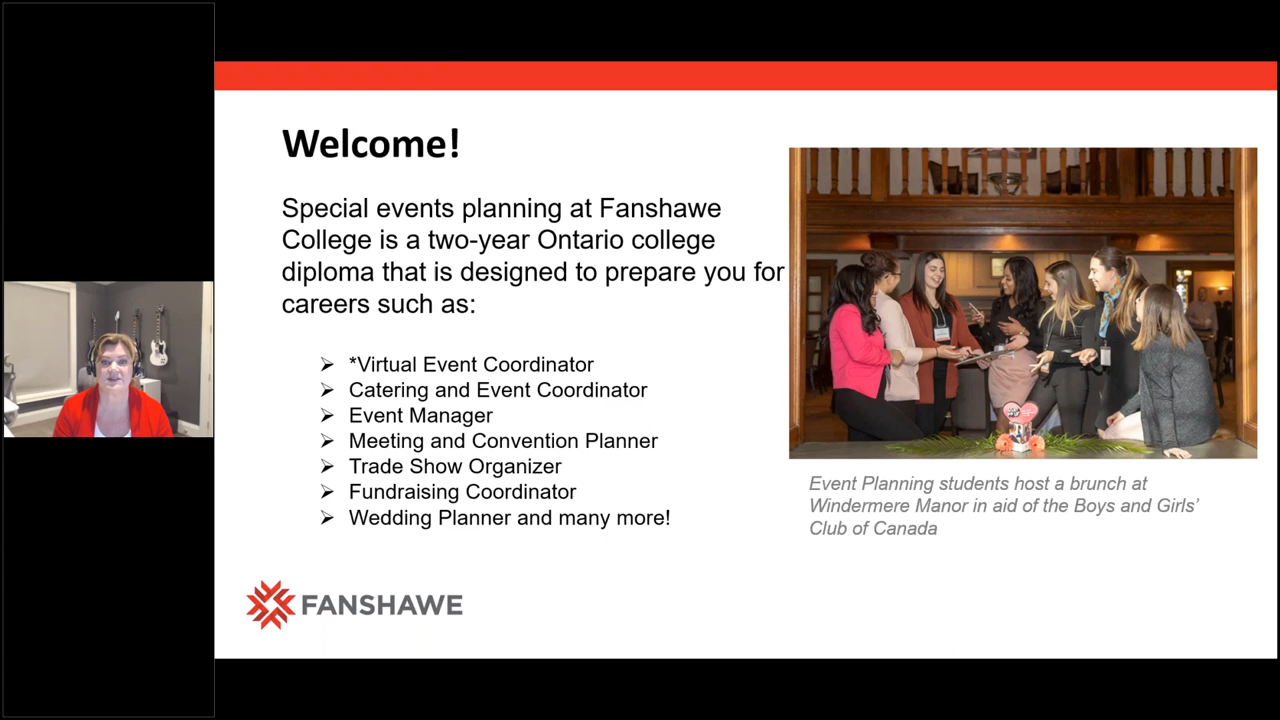 Welcome!
Special events planning at Fanshawe
College is a two-year Ontario college
diploma that is designed to prepare you for
careers such as:
➢ *Virtual Event Coordinator
➢ Catering and Event Coordinator
➢ Event Manager
➢ Meeting and Convention Planner
➢ Trade Show Organizer
➢ Fundraising Coordinator
➢ Wedding Planner and many more!
Event Planning students host a brunch at
Windermere Manor in aid of the Boys and Girls’
Club of Canada
FANSHAWE